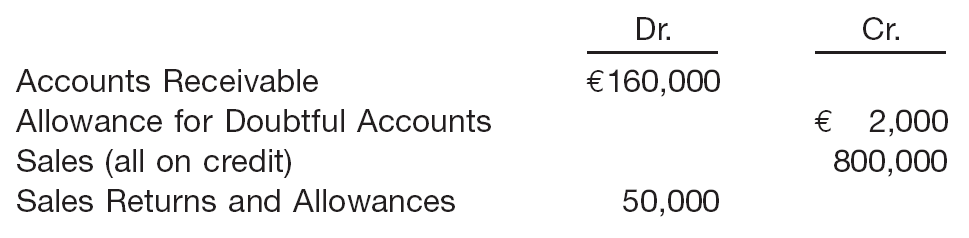 Dr. Cr.
Accounts Receivable €160,000
Allowance for Doubtful Accounts € 2,000
Sales (all on credit) 800,000
Sales Returns and Allowances 50,000